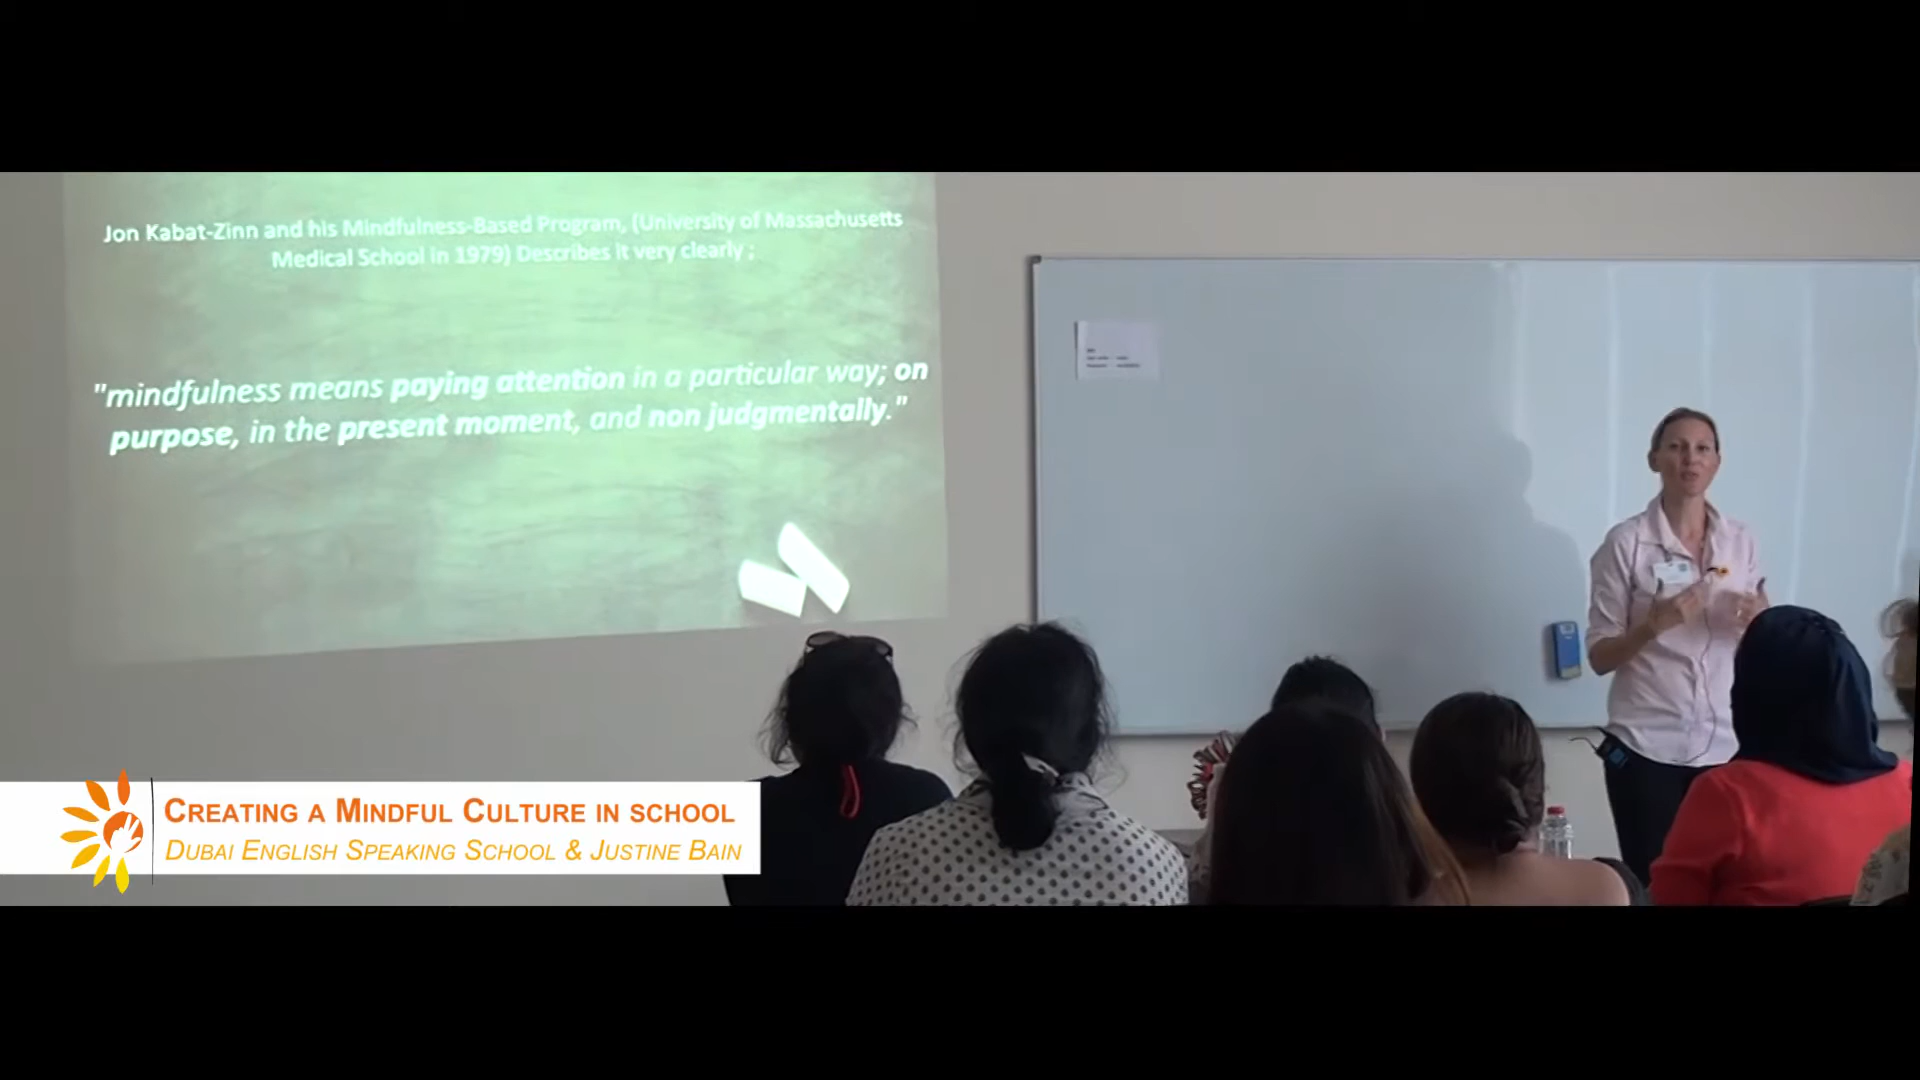 Jon Kabat-Zinn and his Mindfulness-Based Program, (University of Massachusetts
Medical School in 1979) Describes it very clearly ;
"mindfulness means paying attention in a particular way; on
purpose, in the present moment, and non judgmentally."
CREATING A MINDFUL CULTURE IN SCHOOL
DUBAI ENGLISH SPEAKING SCHOOL & JUSTINE BAIN